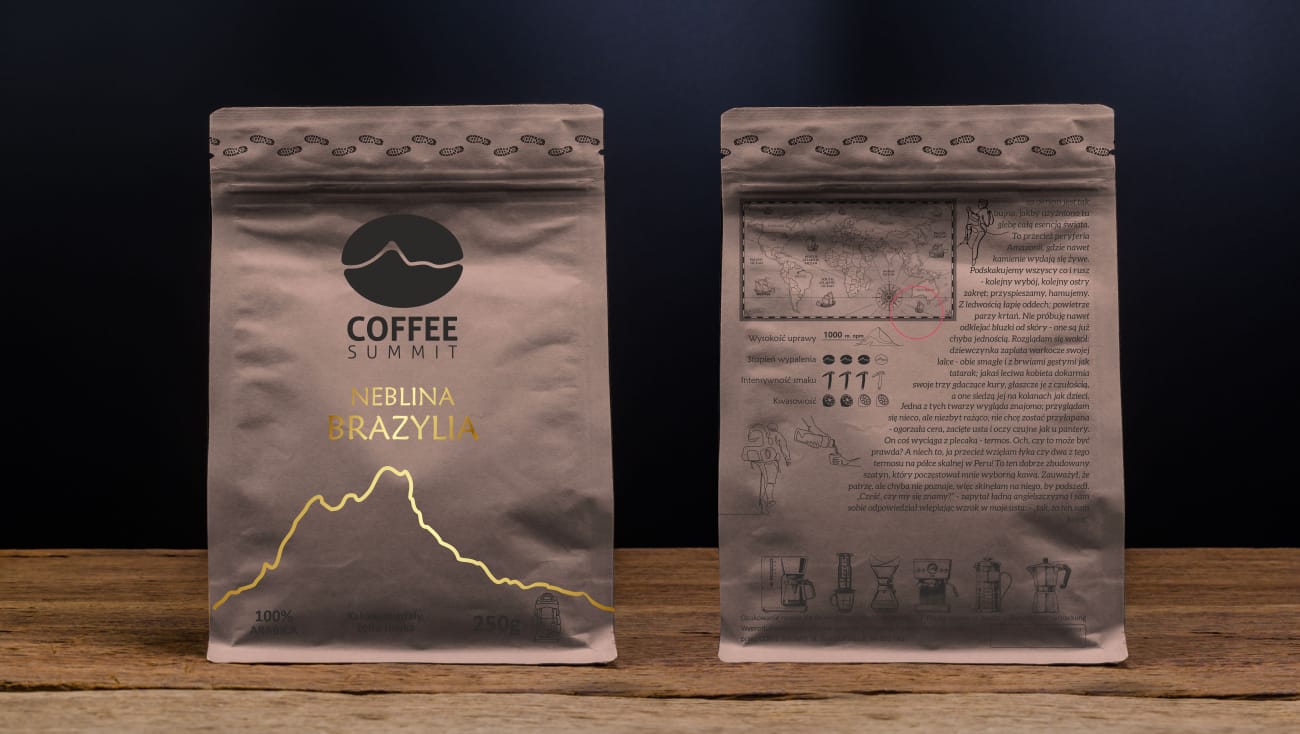 COFFEE
SUMMIT
NEBLINA
BRAZYLIA
100%
ARABICA
250g
Wysokość uprawy
1000 m. npm
Stopień wypalenia
Intensywność smaku
Kwasowość
za oknem jest tak
bujna, jakby użyźniono tu
glebę całą esencją świata.
To przecież peryferia
Amazonii, gdzie nawet
kamienie wydają się żywe.
Podskakujemy wszyscy co i rusz
- kolejny wybój, kolejny ostry
zakręt; przyspieszamy, hamujemy.
Z ledwością łapię oddech; powietrze
parzy krtań. Nie próbuję nawet
odklejać bluzki od skóry - one są już
chyba jednością. Rozglądam się wokół:
dziewczynka zaplata warkocze swojej
lalce - obie smagłe i z brwiami gęstymi jak
tatarak; jakaś leciwa kobieta dokarmia
swoje trzy gdaczące kury, głaszcze je z czułością,
a one siedzą jej na kolanach jak dzieci.
Jedna z tych twarzy wygląda znajomo; przyglądam
się nieco, ale niezbyt rażąco, nie chcę zostać przyłapana
- ogorzała cera, zacięte usta i oczy czujne jak u pantery.
On coś wyciąga z plecaka - termos. Och, czy to może być
prawda? A niech to, ja przecież wzięłam łyka czy dwa z tego
termosu na półce skalnej w Peru! To ten dobrze zbudowany
szatyn, który poczęstował mnie wyborną kawą. Zauważył, że
patrzę, ale chyba nie poznaje, więc skinęłam na niego, by podszedł.
„Cześć, czy my się znamy?" - zapytał ładną angielszczyzną i sam
sobie odpowiedział wlepiając wzrok w moje usta: - „Tak, to ten sam